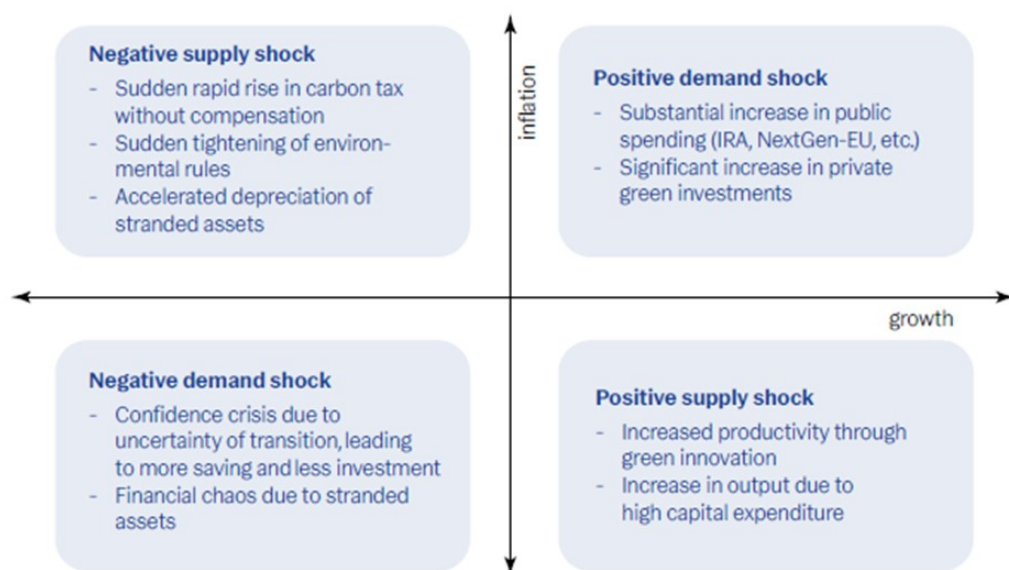 Negative supply shock
- Sudden rapid rise in carbon tax
without compensation
- Sudden tightening of environ-
mental rules
- Accelerated depreciation of
stranded assets
inflation
Positive demand shock
- Substantial increase in public
spending (IRA, NextGen-EU, etc.)
- Significant increase in private
green investments
growth
Negative demand shock
- Confidence crisis due to
uncertainty of transition, leading
to more saving and less investment
- Financial chaos due to stranded
assets
Positive supply shock
- Increased productivity through
green innovation
- Increase in output due to
high capital expenditure